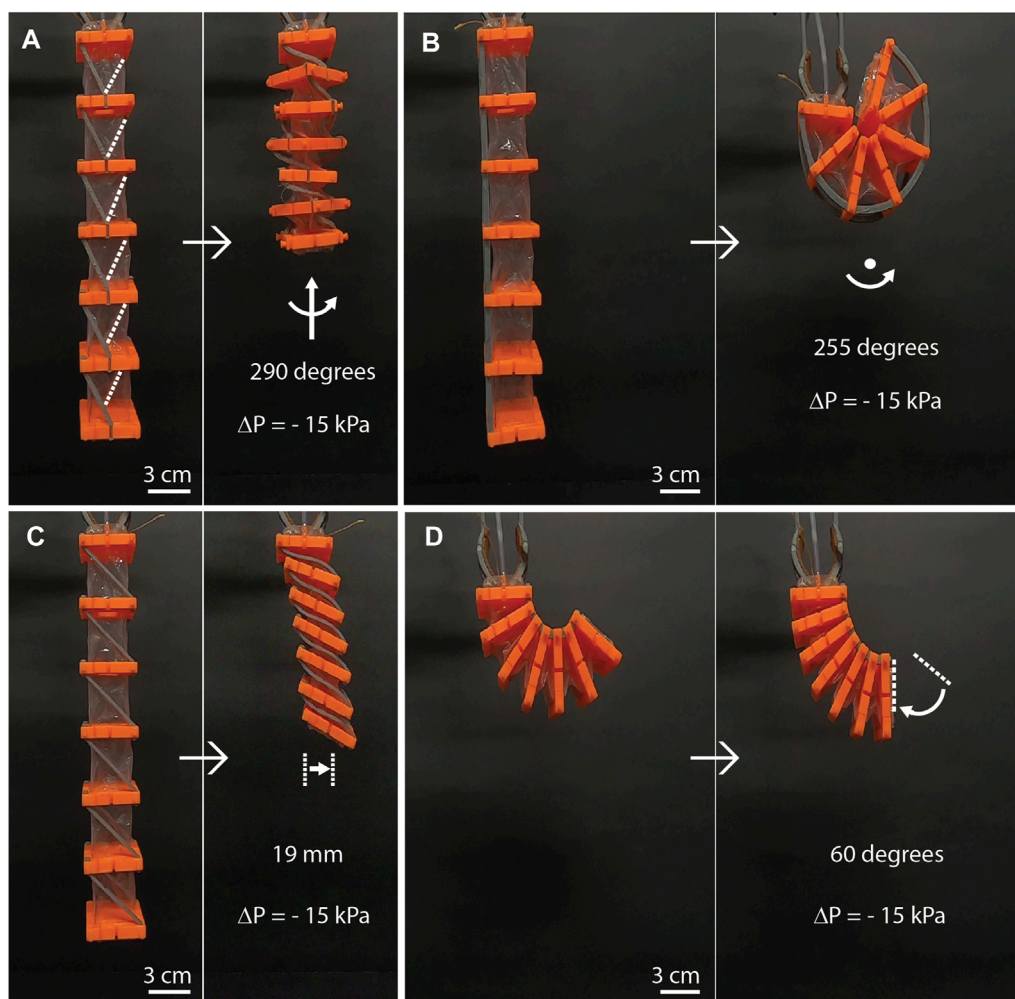 A
290 degrees
ΔP = - 15 kPa
3 cm
B
255 degrees
ΔP = - 15 kPa
3 cm
C
19 mm
ΔP = - 15 kPa
3 cm
D
60 degrees
ΔP = - 15 kPa
3 cm